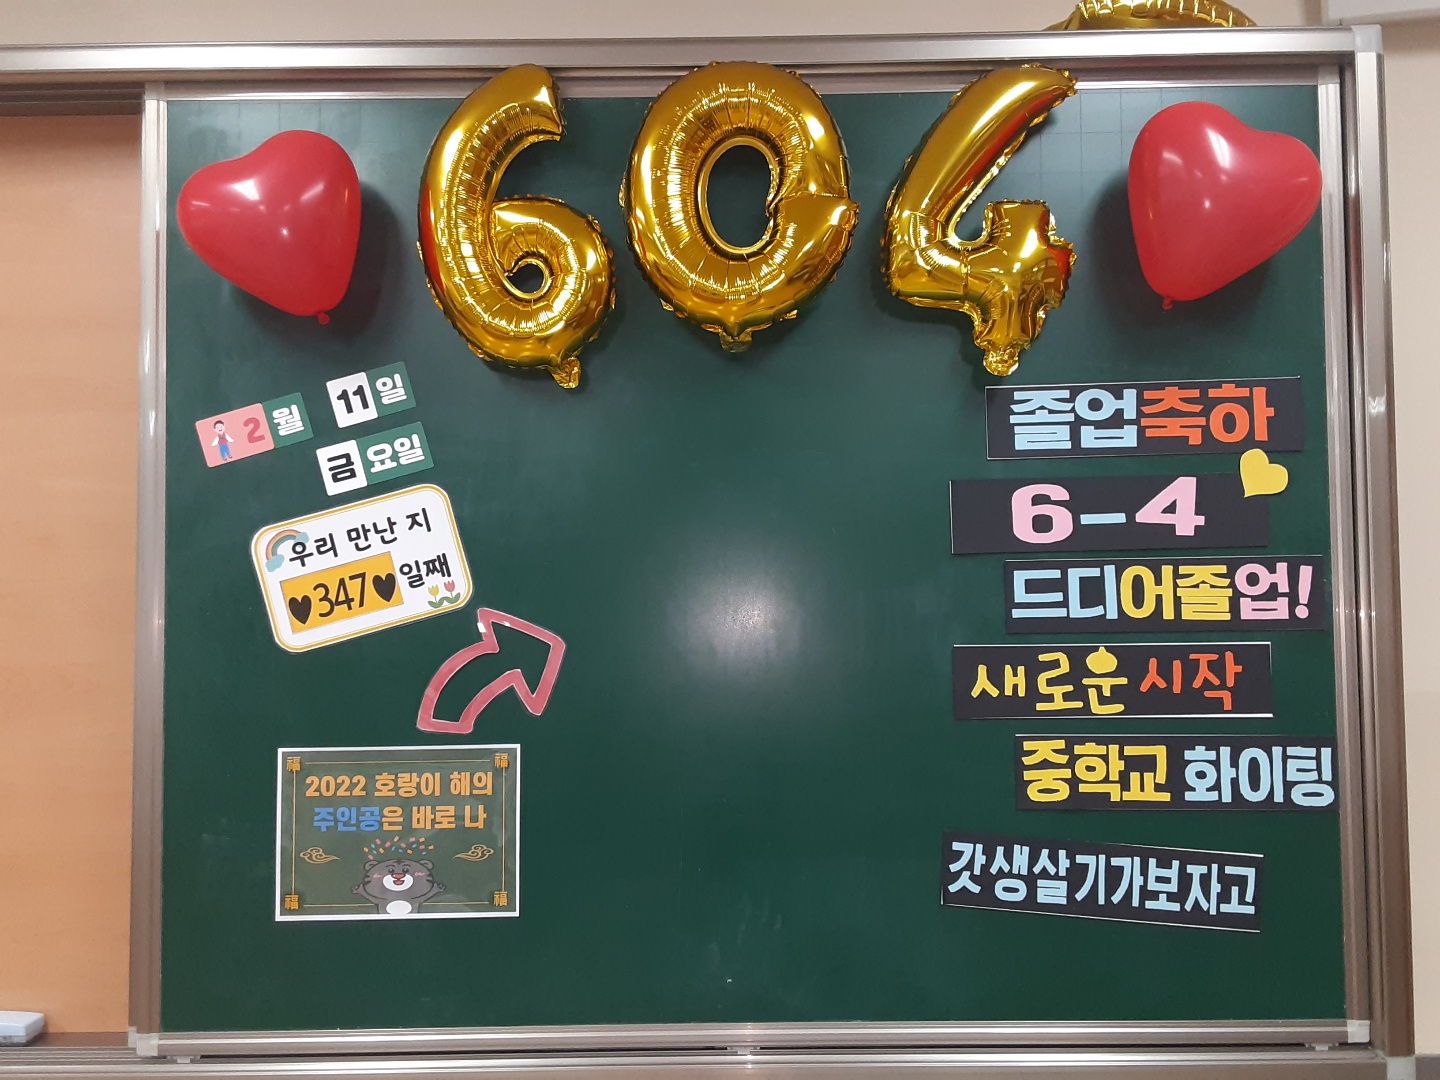 604
2월 11일
금요일
우리 만난 지
♥347♥일째
福 福
2022 호랑이 해의
주인공은 바로 나
福 福
졸업축하
6-4
드디어졸업!
새로운 시작
중학교 화이팅
갓생살기가보자고